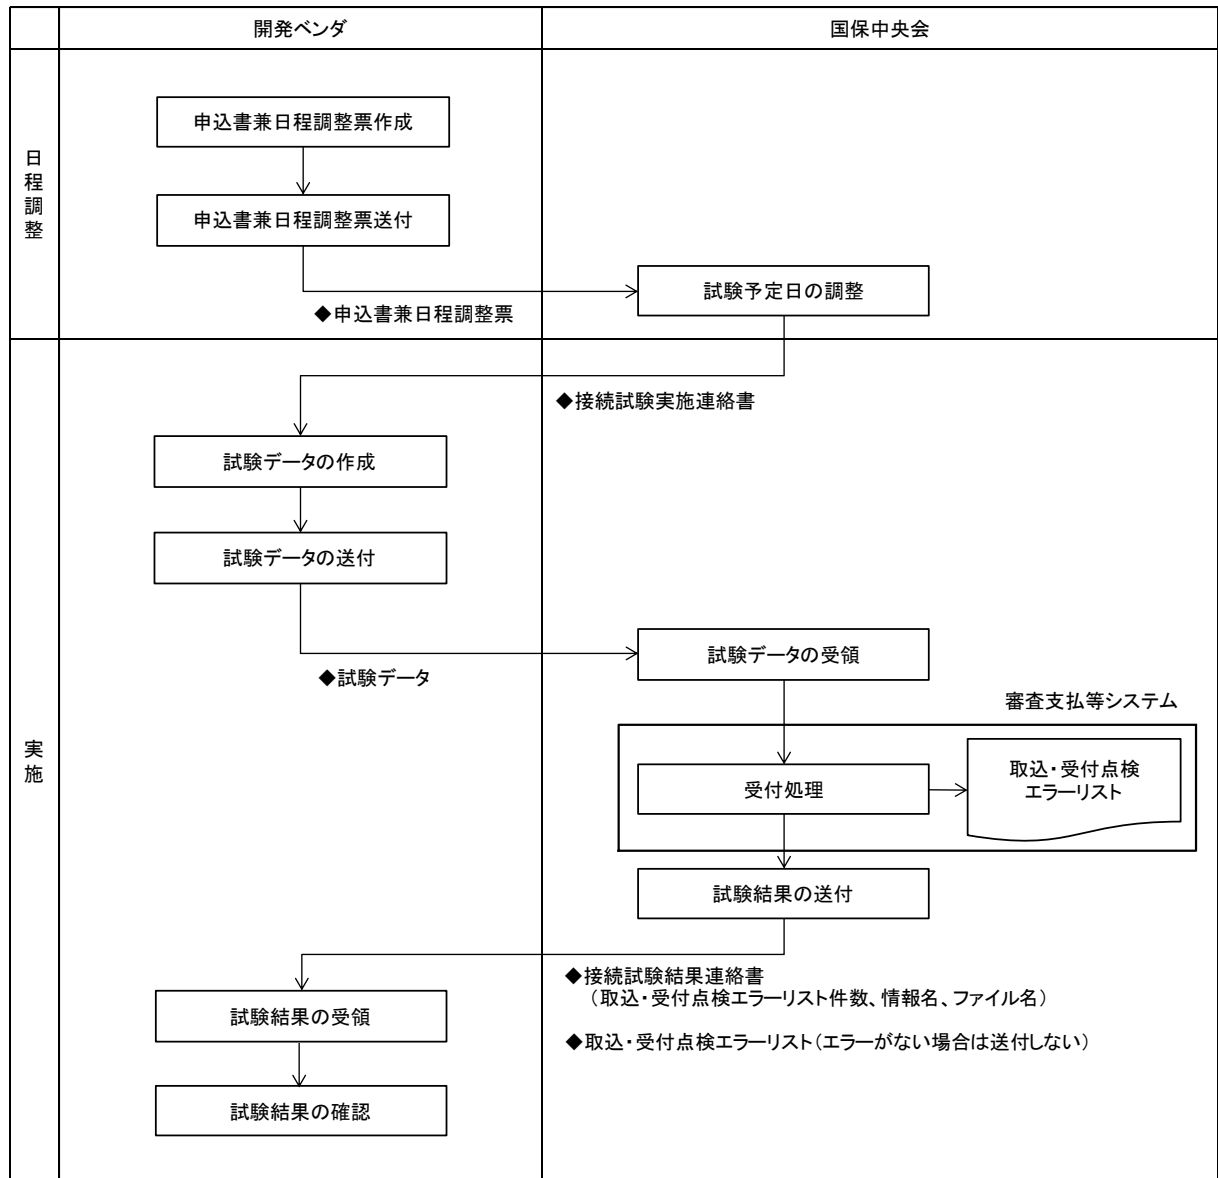 開発ベンダ
国保中央会
日程調整
申込書兼日程調整票作成
申込書兼日程調整票送付
試験予定日の調整
◆申込書兼日程調整票
実施
◆接続試験実施連絡書
試験データの作成
試験データの送付
試験データの受領
◆試験データ
審査支払等システム
受付処理
取込・受付点検
エラーリスト
試験結果の送付
◆接続試験結果連絡書
（取込・受付点検エラーリスト件数、情報名、ファイル名）
試験結果の受領
◆取込・受付点検エラーリスト（エラーがない場合は送付しない）
試験結果の確認